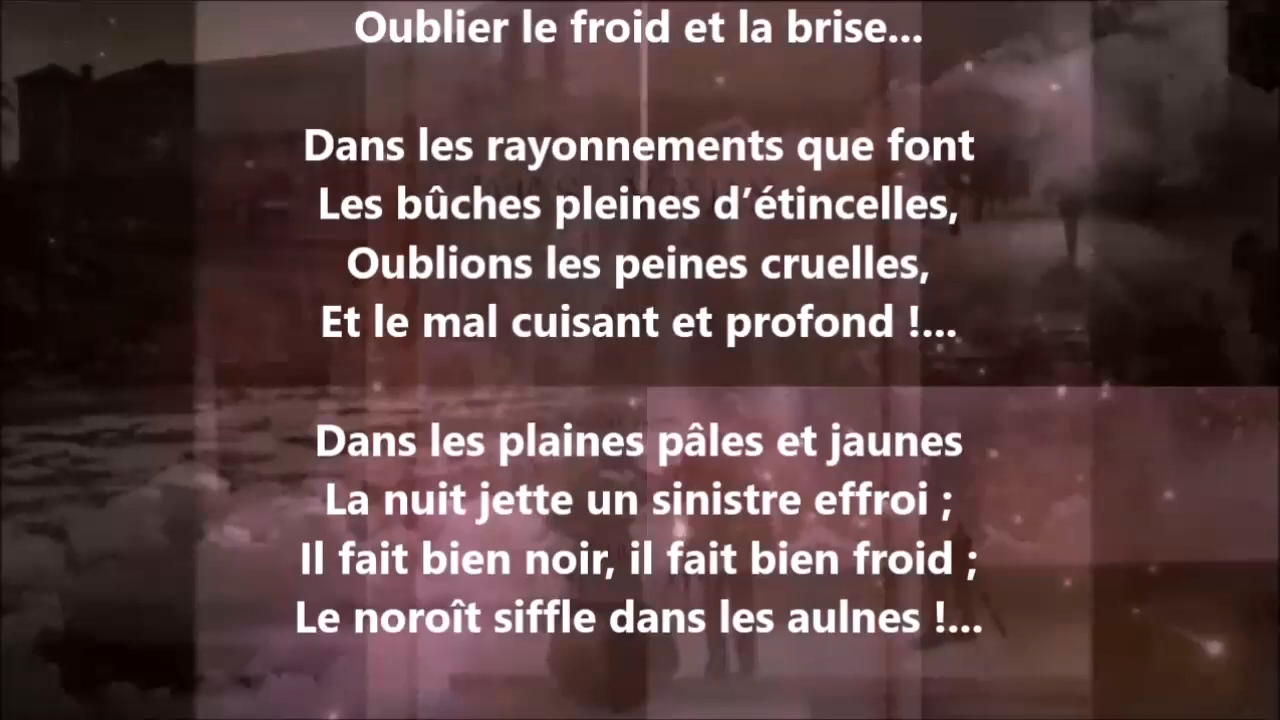 Oublier le froid et la brise...
Dans les rayonnements que font
Les bûches pleines d’étincelles,
Oublions les peines cruelles,
Et le mal cuisant et profond !...
Dans les plaines pâles et jaunes
La nuit jette un sinistre effroi ;
Il fait bien noir, il fait bien froid ;
Le noroît siffle dans les aulnes !...